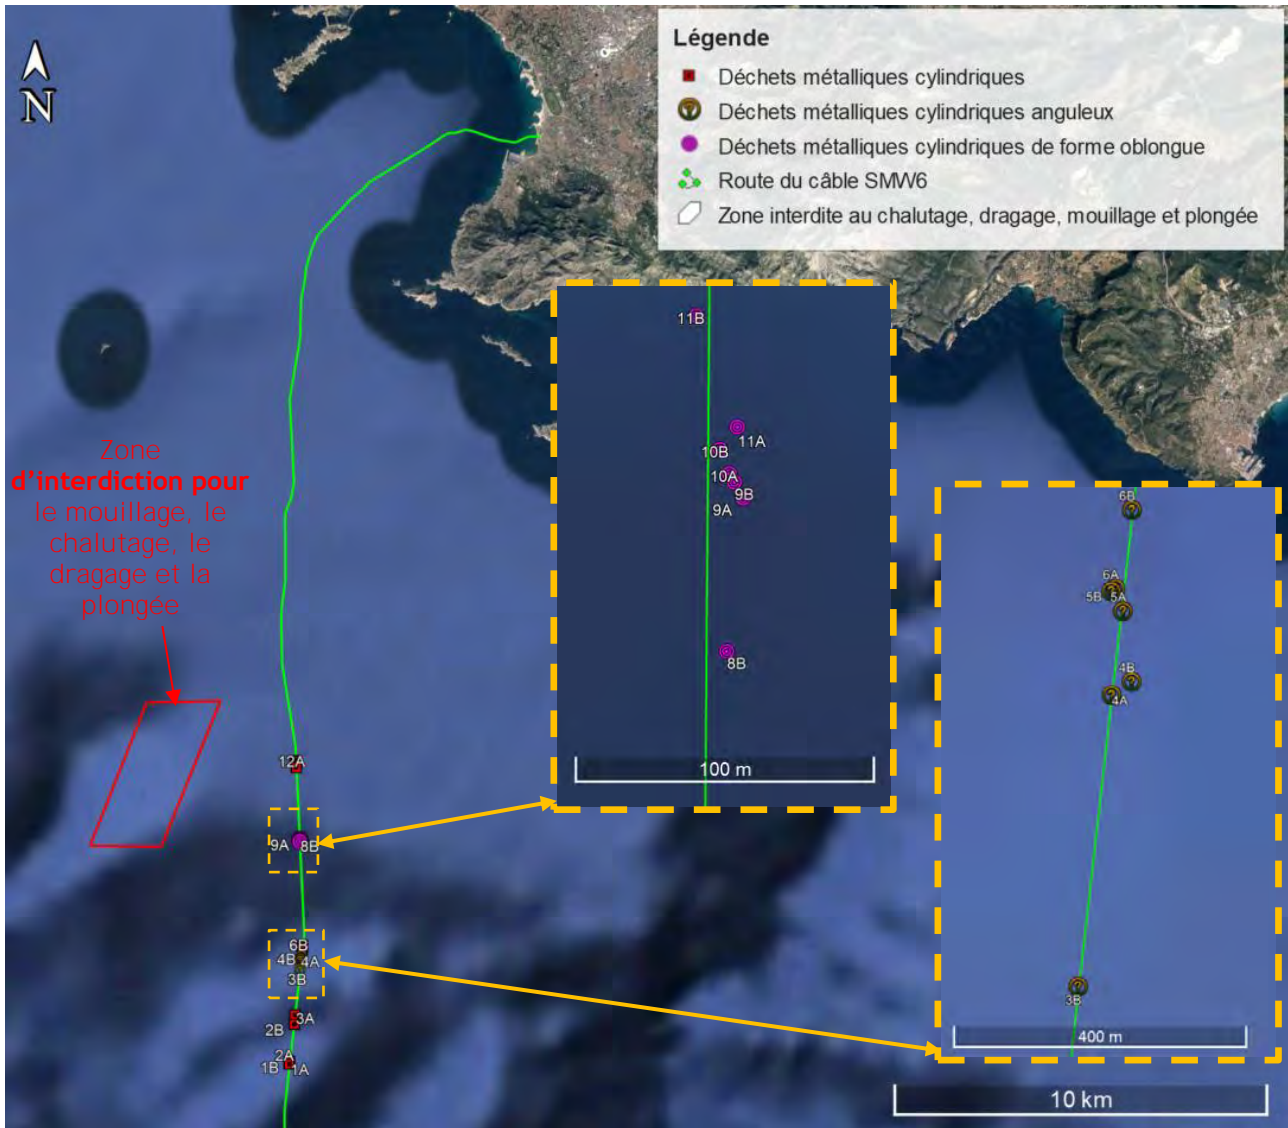 N
Légende
Déchets métalliques cylindriques
Déchets métalliques cylindriques anguleux
Déchets métalliques cylindriques de forme oblongue
Route du câble SMW6
Zone interdite au chalutage, dragage, mouillage et plongée
Zone
d'interdiction pour
le mouillage, le
chalutage, le
dragage et la
plongée
11B
11A
10B
10A
9B
9A
8B
100 m
6B
6A
5B 5A
4B
4A
3B
400 m
12A
9A 8B
6B
4B 4A
3B
3A
2B
2A
1B 1A
10 km